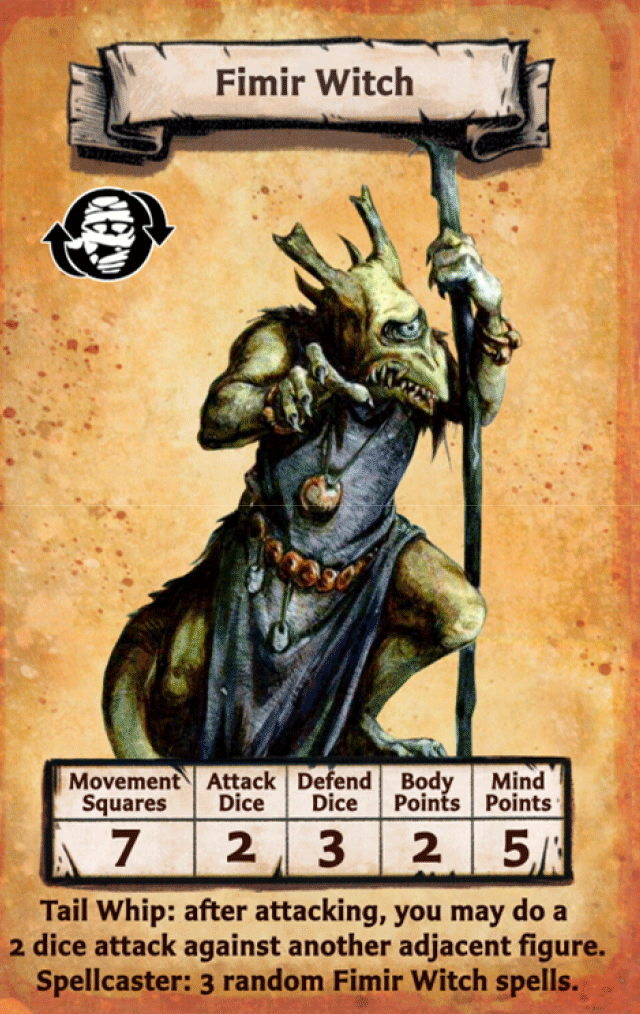 Fimir Witch
Movement Squares Attack Dice Defend Dice Body Points Mind Points
7 2 3 2 5
Tail Whip: after attacking, you may do a
2 dice attack against another adjacent figure.
Spellcaster: 3 random Fimir Witch spells.